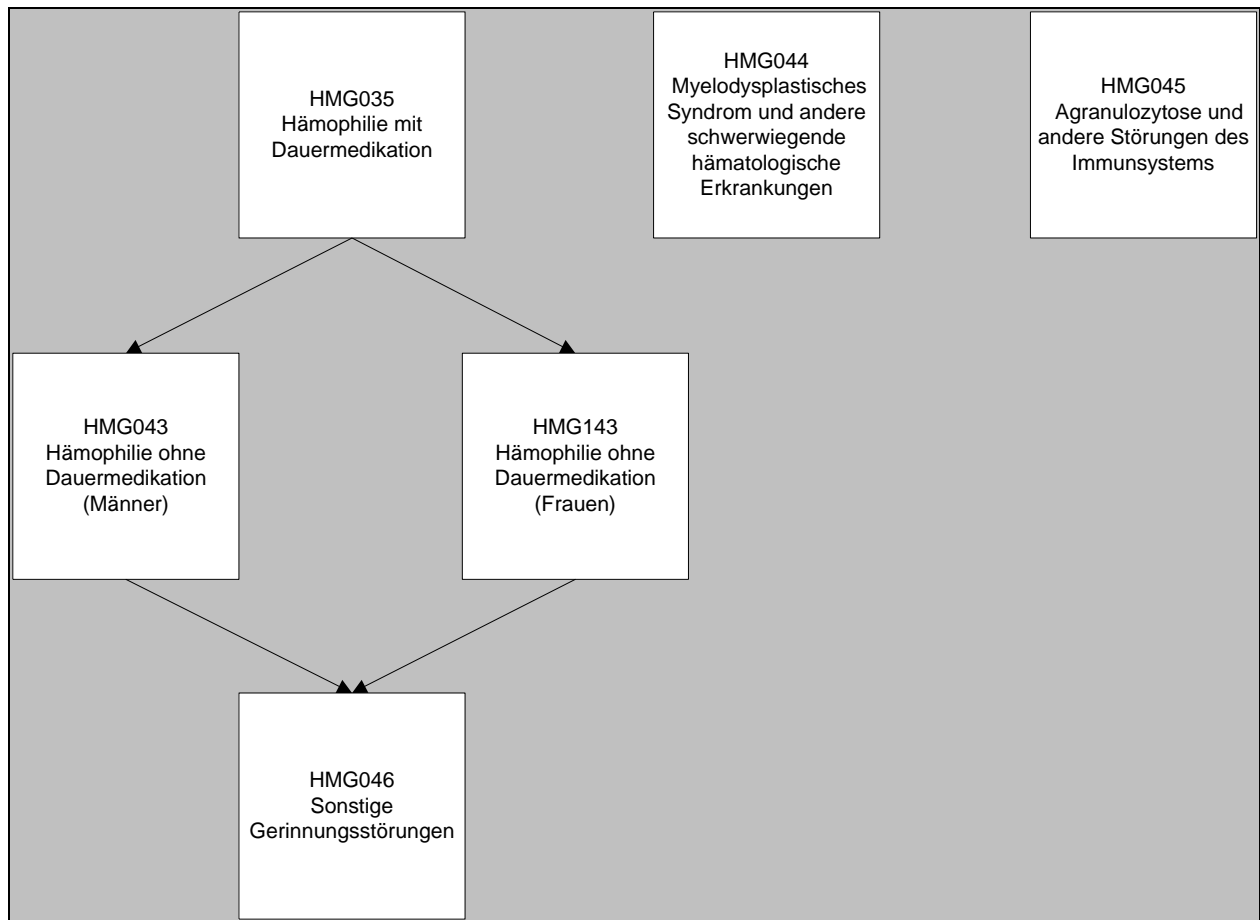 HMG035
Hämophilie mit
Dauermedikation
HMG044
Myelodysplastisches
Syndrom und andere
schwerwiegende
hämatologische
Erkrankungen
HMG045
Agranulozytose und
andere Störungen des
Immunsystems
HMG043
Hämophilie ohne
Dauermedikation
(Männer)
HMG143
Hämophilie ohne
Dauermedikation
(Frauen)
HMG046
Sonstige
Gerinnungsstörungen